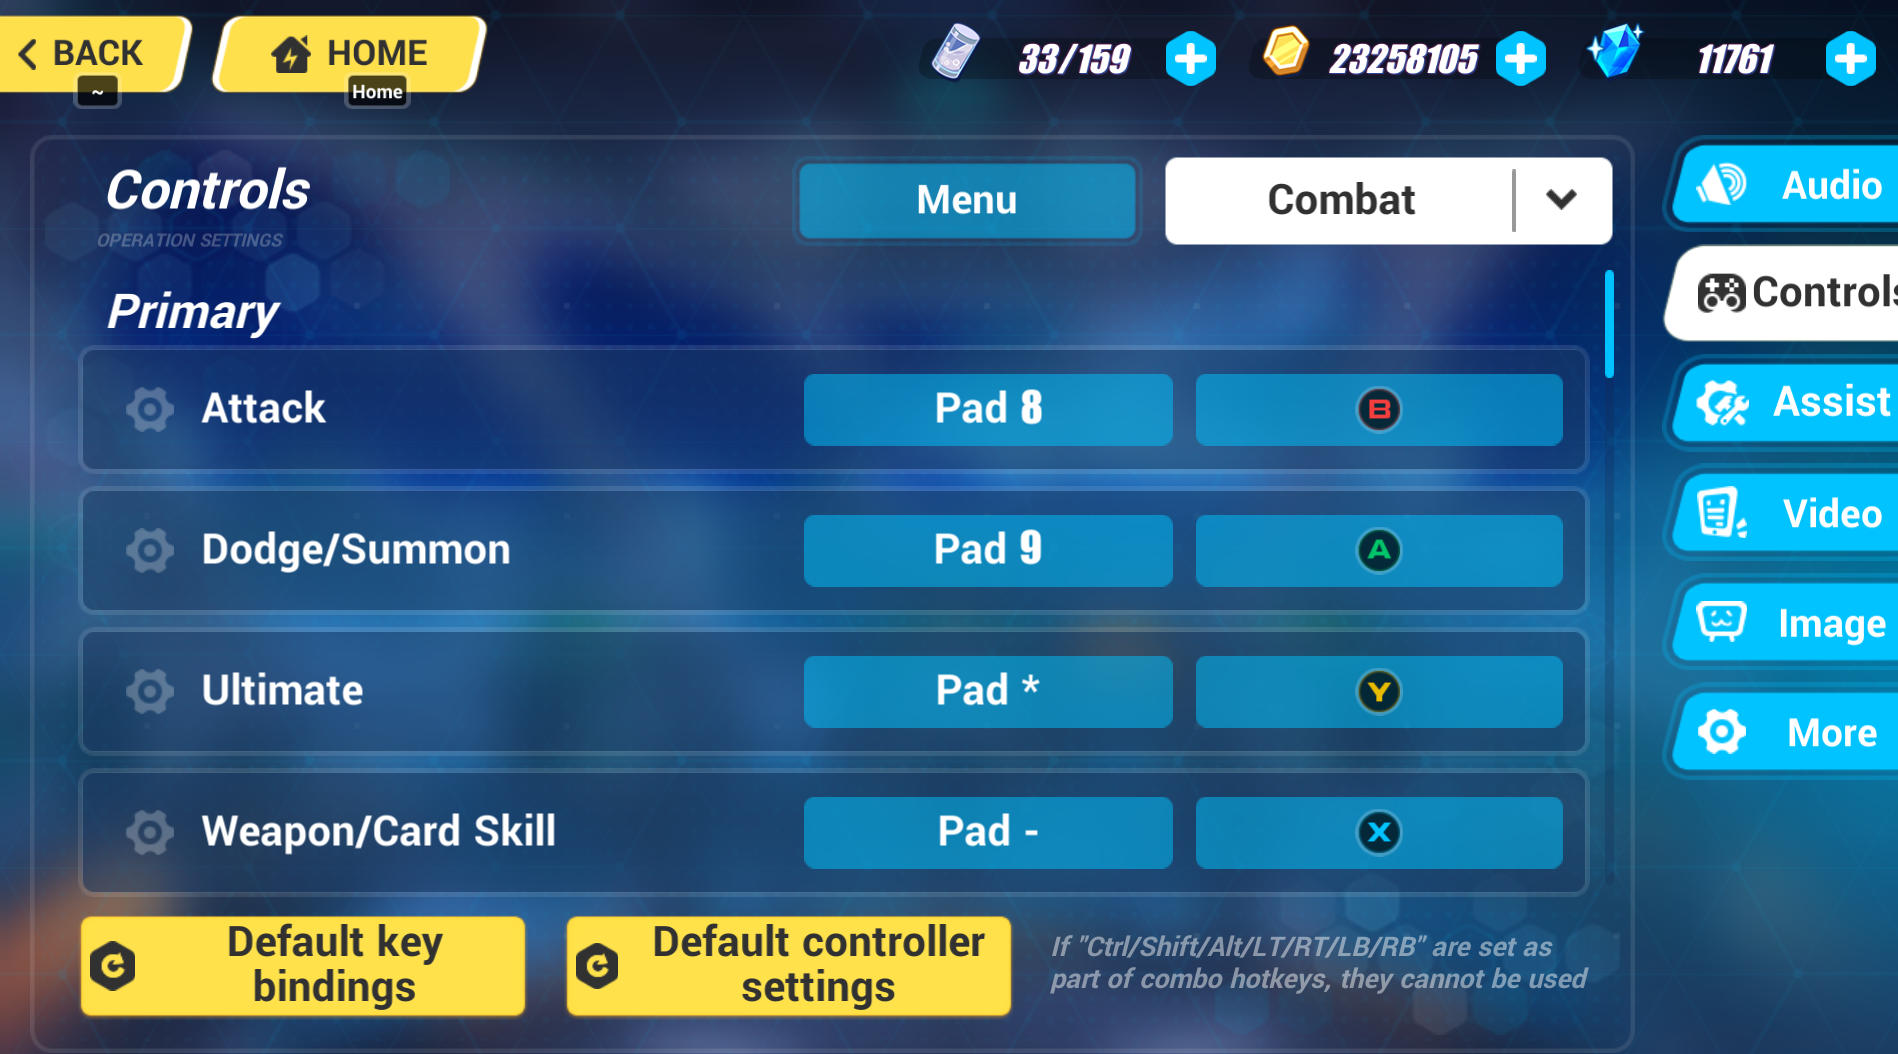 BACK
~
HOME
Home
33/159
23258105
11761
Controls
OPERATION SETTINGS
Menu
Combat
Primary
Attack
Pad 8
B
Dodge/Summon
Pad 9
A
Ultimate
Pad *
Y
Weapon/Card Skill
Pad -
X
Default key
bindings
Default controller
settings
If "Ctrl/Shift/Alt/LT/RT/LB/RB" are set as
part of combo hotkeys, they cannot be used
Audio
Controls
Assist
Video
Image
More